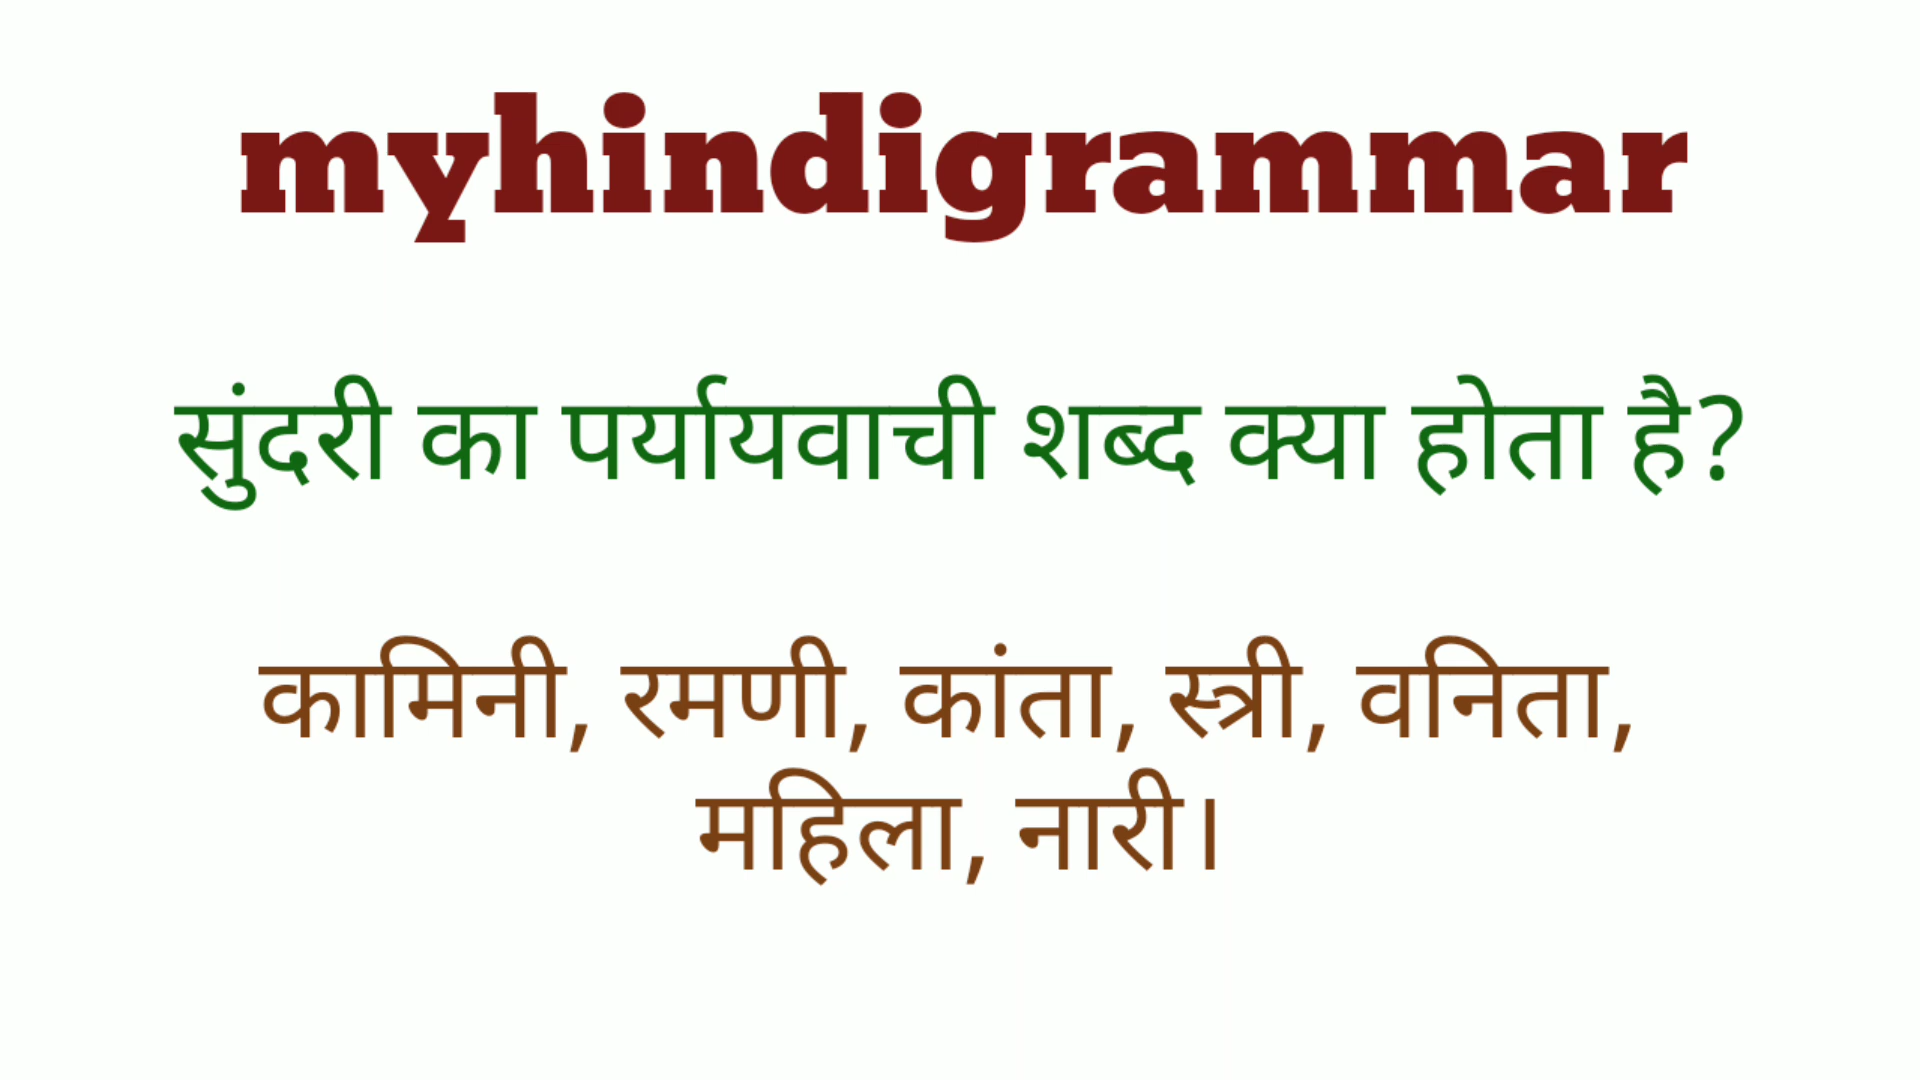 myhindigrammar
सुंदरी का पर्यायवाची शब्द क्या होता है?
कामिनी, रमणी, कांता, स्त्री, वनिता,
महिला, नारी।